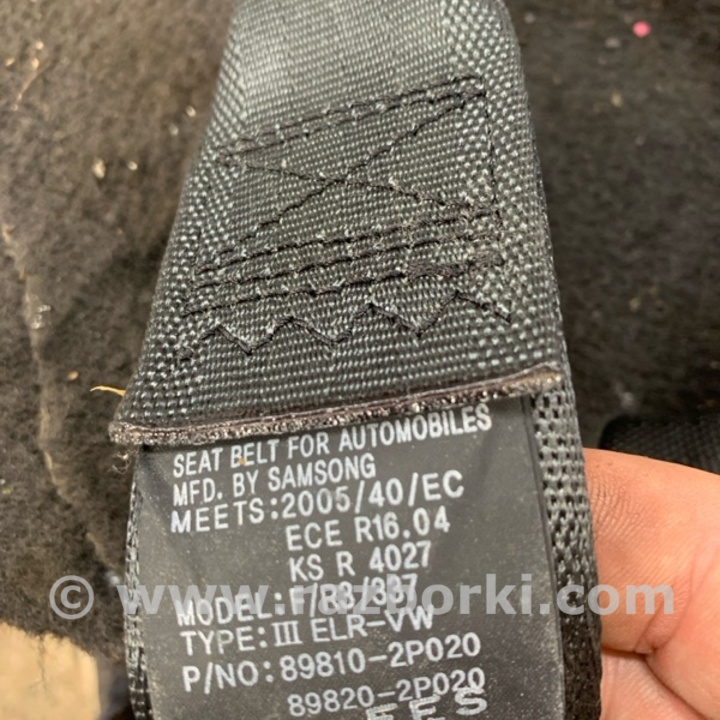 SEAT BELT FOR AUTOMOBILES
MFD. BY SAMSONG
MEETS:2005/40/EC
ECE R16.04
KS R 4027
© www.razborki.com
MODEL:
TYPE:III ELR-VW
P/NO:89810-2P020
89820-2P020